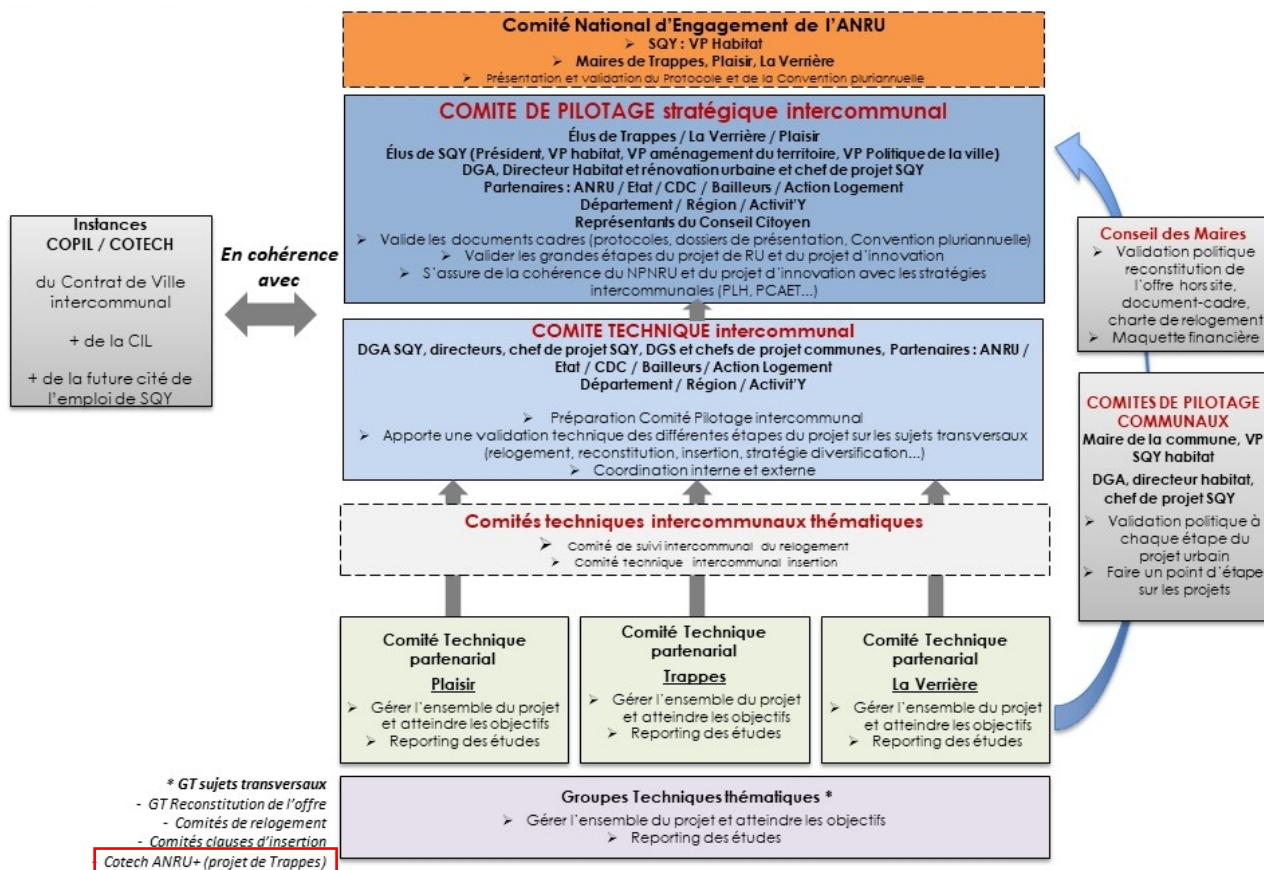 Comité National d'Engagement de l'ANRU
➢ SQY : VP Habitat
➢ Maires de Trappes, Plaisir, La Verrière
➢ Présentation et validation du Protocole et de la Convention pluriannuelle
COMITE DE PILOTAGE stratégique intercommunal
Élus de Trappes / La Verrière / Plaisir
Élus de SQY (Président, VP habitat, VP aménagement du territoire, VP Politique de la ville)
DGA, Directeur Habitat et rénovation urbaine et chef de projet SQY
Partenaires : ANRU / Etat / CDC / Bailleurs / Action Logement
Département / Région / Activit'Y
Représentants du Conseil Citoyen
➢ Valide les documents cadres (protocoles, dossiers de présentation, Convention pluriannuelle)
➢ Valider les grandes étapes du projet de RU et du projet d'innovation
➢ S'assure de la cohérence du NPNRU et du projet d'innovation avec les stratégies
intercommunales (PLH, PCAET...)
Instances
COPIL / COTECH
du Contrat de Ville
intercommunal
+ de la CIL
+ de la future cité de
l'emploi de SQY
En cohérence
avec
Conseil des Maires
➢ Validation politique
reconstitution de
l'offre hors site,
document-cadre,
charte de relogement
➢ Maquette financière
COMITE TECHNIQUE intercommunal
DGA SQY, directeurs, chef de projet SQY, DGS et chefs de projet communes, Partenaires : ANRU /
Etat / CDC / Bailleurs / Action Logement
Département / Région / Activit'Y
➢ Préparation Comité Pilotage intercommunal
➢ Apporte une validation technique des différentes étapes du projet sur les sujets transversaux
(relogement, reconstitution, insertion, stratégie diversification...)
➢ Coordination interne et externe
COMITES DE PILOTAGE
COMMUNAUX
Maire de la commune, VP
SQY habitat
DGA, directeur habitat,
chef de projet SQY
➢ Validation politique à
chaque étape du
projet urbain
➢ Faire un point d'étape
sur les projets
Comités techniques intercommunaux thématiques
➢ Comité de suivi intercommunal du relogement
➢ Comité technique intercommunal insertion
Comité Technique
partenarial
Plaisir
➢ Gérer l'ensemble du projet
et atteindre les objectifs
➢ Reporting des études
Comité Technique
partenarial
Trappes
➢ Gérer l'ensemble du projet
et atteindre les objectifs
➢ Reporting des études
Comité Technique
partenarial
La Verrière
➢ Gérer l'ensemble du projet
et atteindre les objectifs
➢ Reporting des études
* GT sujets transversaux
- GT Reconstitution de l'offre
- Comités de relogement
- Comités clauses d'insertion
- Cotech ANRU+ (projet de Trappes)
Groupes Techniques thématiques *
➢ Gérer l'ensemble du projet et atteindre les objectifs
➢ Reporting des études